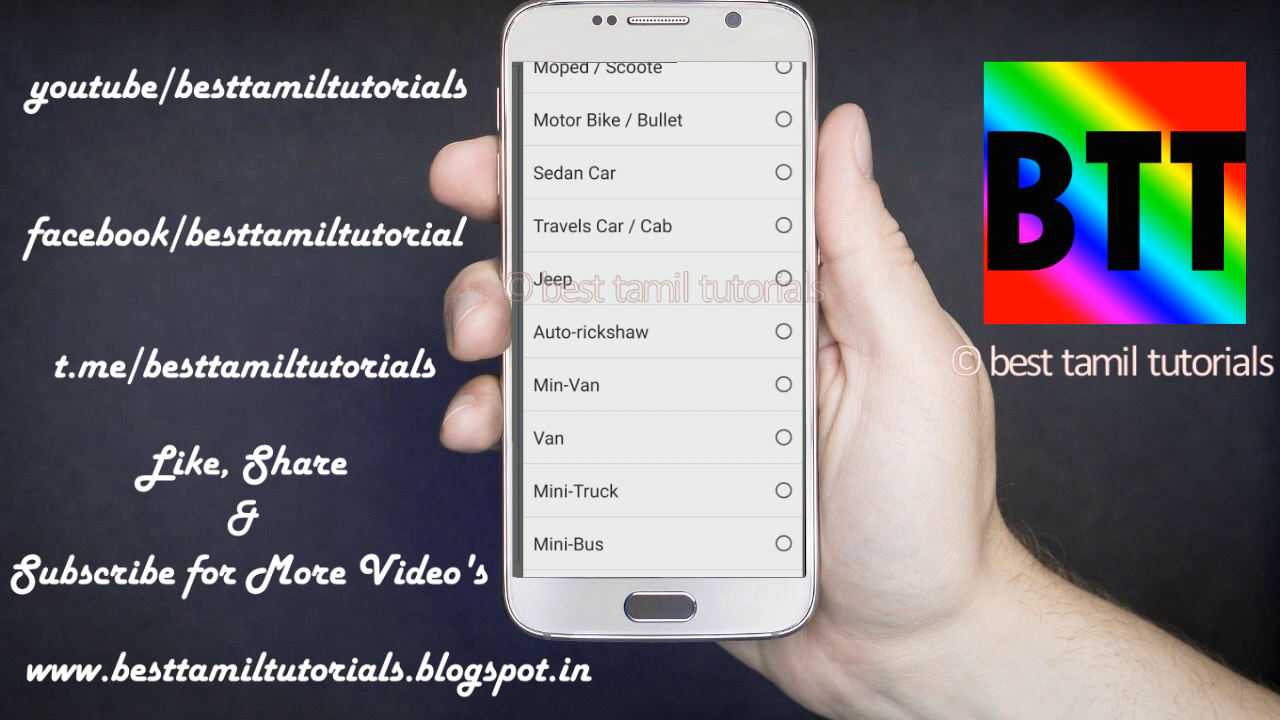 youtube/besttamiltutorials
facebook/besttamiltutorial
t.me/besttamiltutorials
Like, Share
&
Subscribe for More Video's
www.besttamiltutorials.blogspot.in
Moped / Scoote
Motor Bike / Bullet
Sedan Car
Travels Car / Cab
Jeep
© best tamil tutorials
Auto-rickshaw
Min-Van
Van
Mini-Truck
Mini-Bus
BTT
© best tamil tutorials